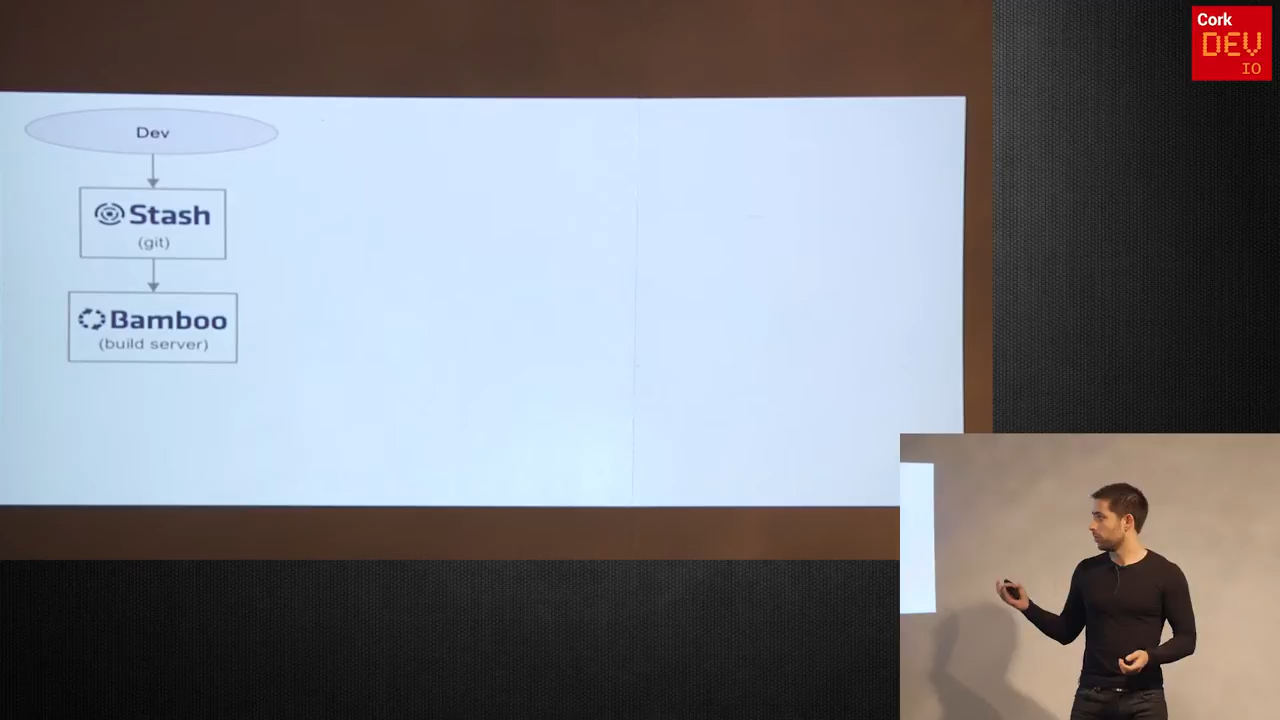 Cork
DEV
IO
Dev
Stash
(git)
Bamboo
(build server)